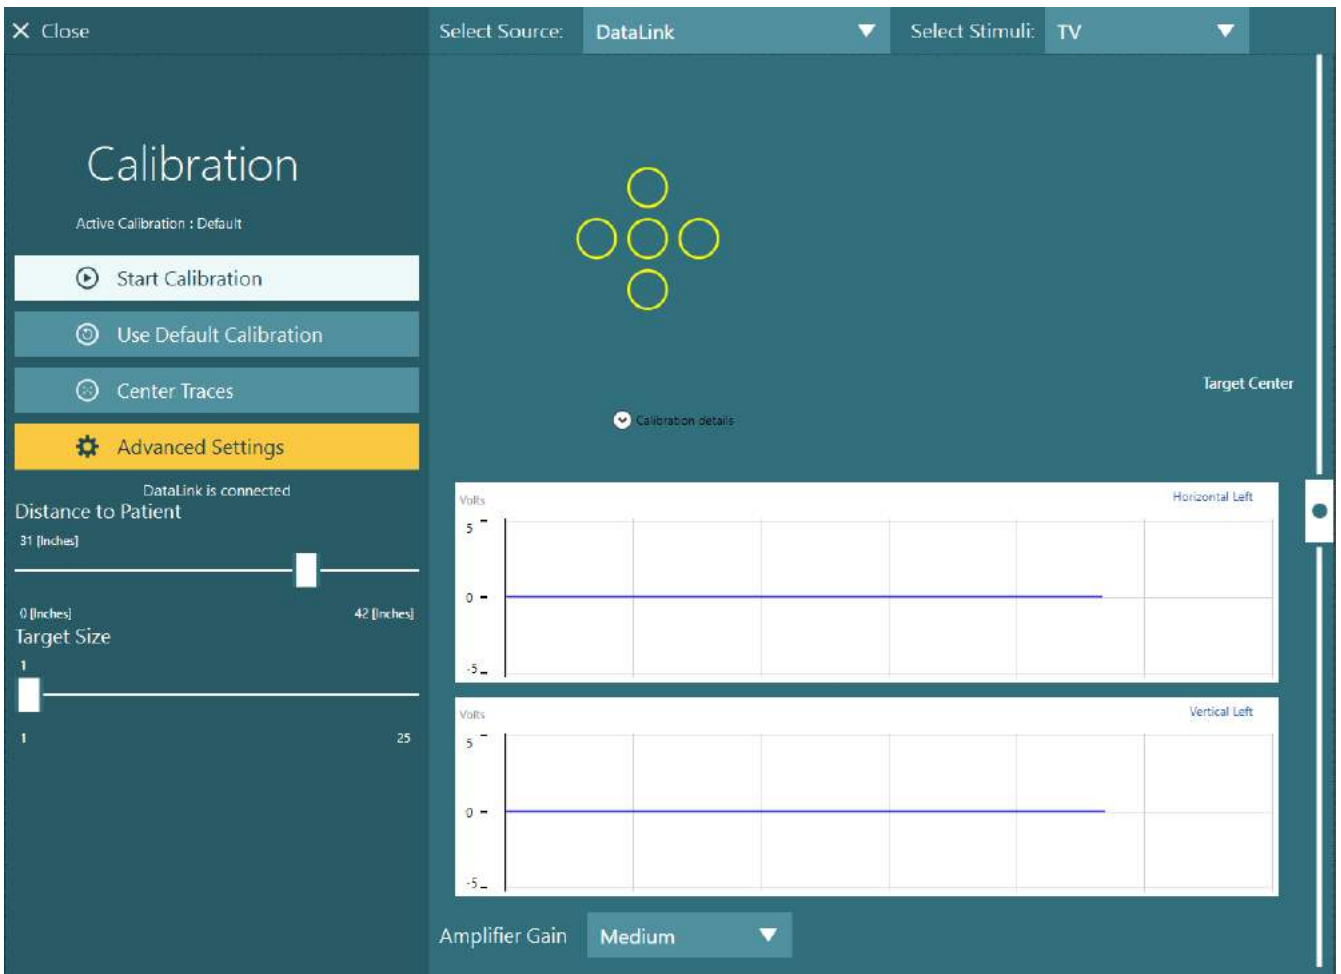 Close
Select Source: DataLink
Select Stimuli: TV
Calibration
Active Calibration : Default
Start Calibration
Use Default Calibration
Center Traces
Advanced Settings
DataLink is connected
Distance to Patient
31 [Inches]
0 [Inches] 42 [Inches]
Target Size
1
1 25
Target Center
Calibration details
Volts
Horizontal Left
5
0
-5
Volts
Vertical Left
5
0
-5
Amplifier Gain Medium